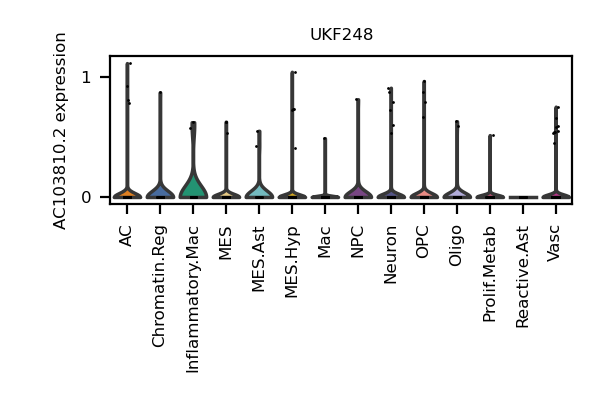 UKF248
AC103810.2 expression
1
0
AC
Chromatin.Reg
Inflammatory.Mac
MES
MES.Ast
MES.Hyp
Mac
NPC
Neuron
OPC
Oligo
Prolif.Metab
Reactive.Ast
Vasc